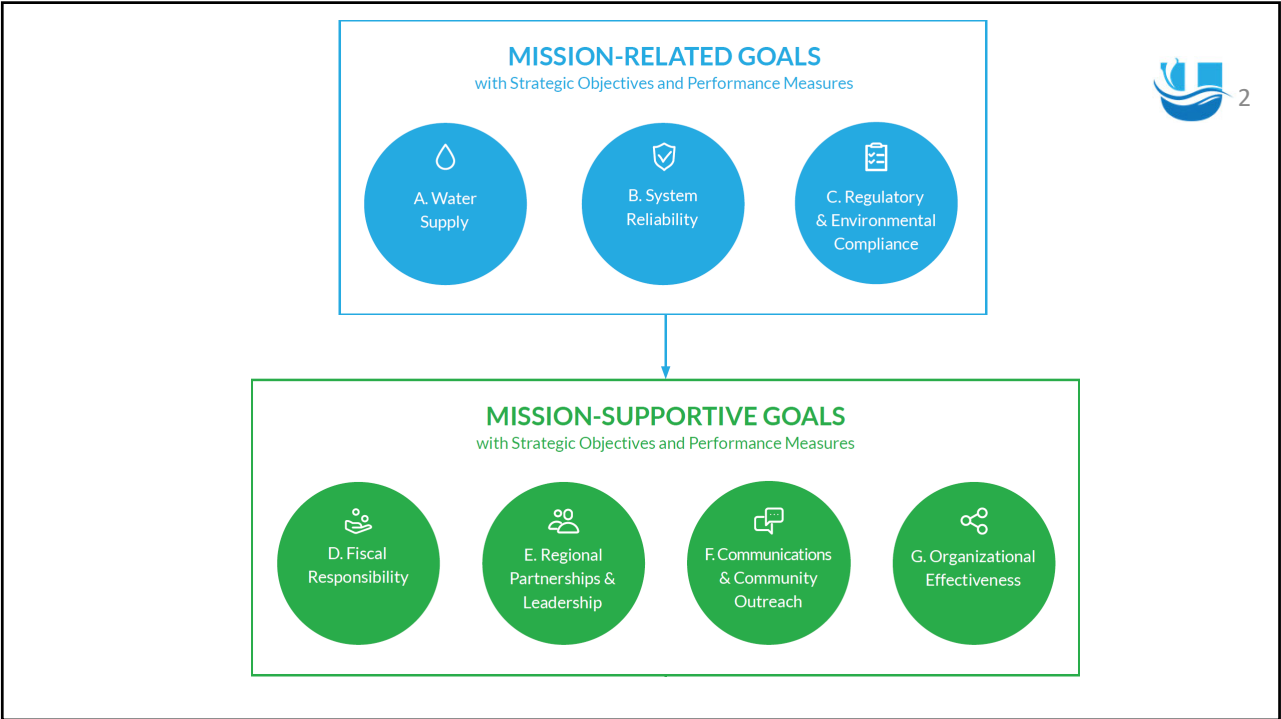 MISSION-RELATED GOALS
with Strategic Objectives and Performance Measures
2
A. Water
Supply
B. System
Reliability
C. Regulatory
& Environmental
Compliance
MISSION-SUPPORTIVE GOALS
with Strategic Objectives and Performance Measures
D. Fiscal
Responsibility
E. Regional
Partnerships &
Leadership
F. Communications
& Community
Outreach
G. Organizational
Effectiveness